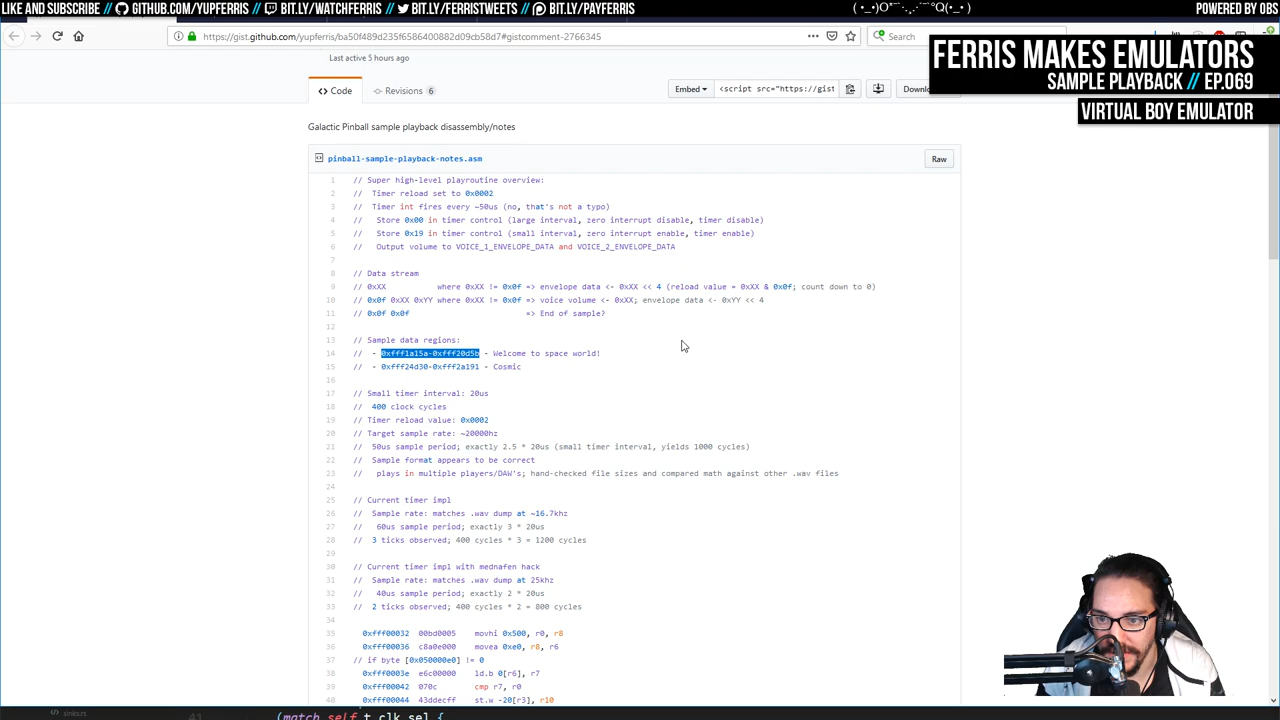 LIKE AND SUBSCRIBE // GITHUB.COM/YUPFERRIS // BIT.LY/WATCHFERRIS // BIT.LY/FERRISTWEETS // BIT.LY/PAYFERRIS
POWERED BY OBS
https://gist.github.com/yupferris/ba50f489d235f6586400882d09cb58d7#gistcomment-2766345
Search
FERRIS MAKES EMULATORS
SAMPLE PLAYBACK // EP.069
VIRTUAL BOY EMULATOR
Last active 5 hours ago
Code
Revisions 6
Embed
<script src="https://gist
Galactic Pinball sample playback disassembly/notes
pinball-sample-playback-notes.asm
Raw
1 // Super high-level playroutine overview:
2 // Timer reload set to 0x0002
3 // Timer int fires every ~50us (no, that's not a typo)
4 // Store 0x00 in timer control (large interval, zero interrupt disable, timer disable)
5 // Store 0x19 in timer control (small interval, zero interrupt enable, timer enable)
6 // Output volume to VOICE_1_ENVELOPE_DATA and VOICE_2_ENVELOPE_DATA
7
8 // Data stream
9 // 0xXX where 0xXX != 0x0f => envelope data <- 0xXX << 4 (reload value = 0xXX & 0x0f; count down to 0)
10 // 0x0f 0xXX 0xYY where 0xXX != 0x0f => voice volume <- 0xXX; envelope data <- 0xYY << 4
11 // 0x0f 0x0f => End of sample?
12
13 // Sample data regions:
14 // - 0xfff1a15a-0xfff20d5b - Welcome to space world!
15 // - 0xfff24d30-0xfff2a191 - Cosmic
16
17 // Small timer interval: 20us
18 // 400 clock cycles
19 // Timer reload value: 0x0002
20 // Target sample rate: ~20000hz
21 // 50us sample period; exactly 2.5 * 20us (small timer interval, yields 1000 cycles)
22 // Sample format appears to be correct
23 // plays in multiple players/DAW's; hand-checked file sizes and compared math against other .wav files
24
25 // Current timer impl
26 // Sample rate: matches .wav dump at ~16.7khz
27 // 60us sample period; exactly 3 * 20us
28 // 3 ticks observed; 400 cycles * 3 = 1200 cycles
29
30 // Current timer impl with mednafen hack
31 // Sample rate: matches .wav dump at 25khz
32 // 40us sample period; exactly 2 * 20us
33 // 2 ticks observed; 400 cycles * 2 = 800 cycles
34
35 0xfff00032 00bd0005 movhi 0x500, r0, r8
36 0xfff00036 c8a0e000 movea 0xe0, r8, r6
37 // if byte [0x050000e0] != 0
38 0xfff0003e e6c00000 ld.b 0[r6], r7
39 0xfff00042 070c cmp r7, r0
40 0xfff00044 43ddecff st.w -20[r3], r10
sinks.rs
41 (match self.t_clk_sel {